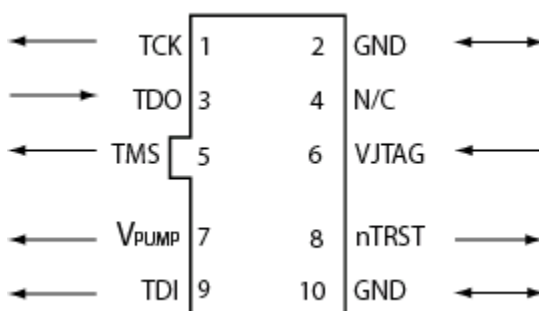 TCK 1 2 GND
TDO 3 4 N/C
TMS 5 6 VJTAG
VPUMP 7 8 nTRST
TDI 9 10 GND